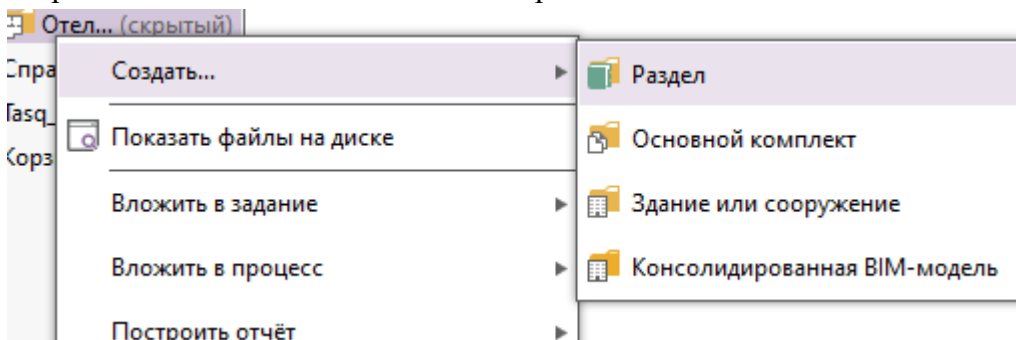 Отел... (скрытый)
Спра
Создать...
Раздел
Tasq_
Показать файлы на диске
Основной комплект
Корз
Вложить в задание
Здание или сооружение
Вложить в процесс
Консолидированная BIM-модель
Построить отчёт